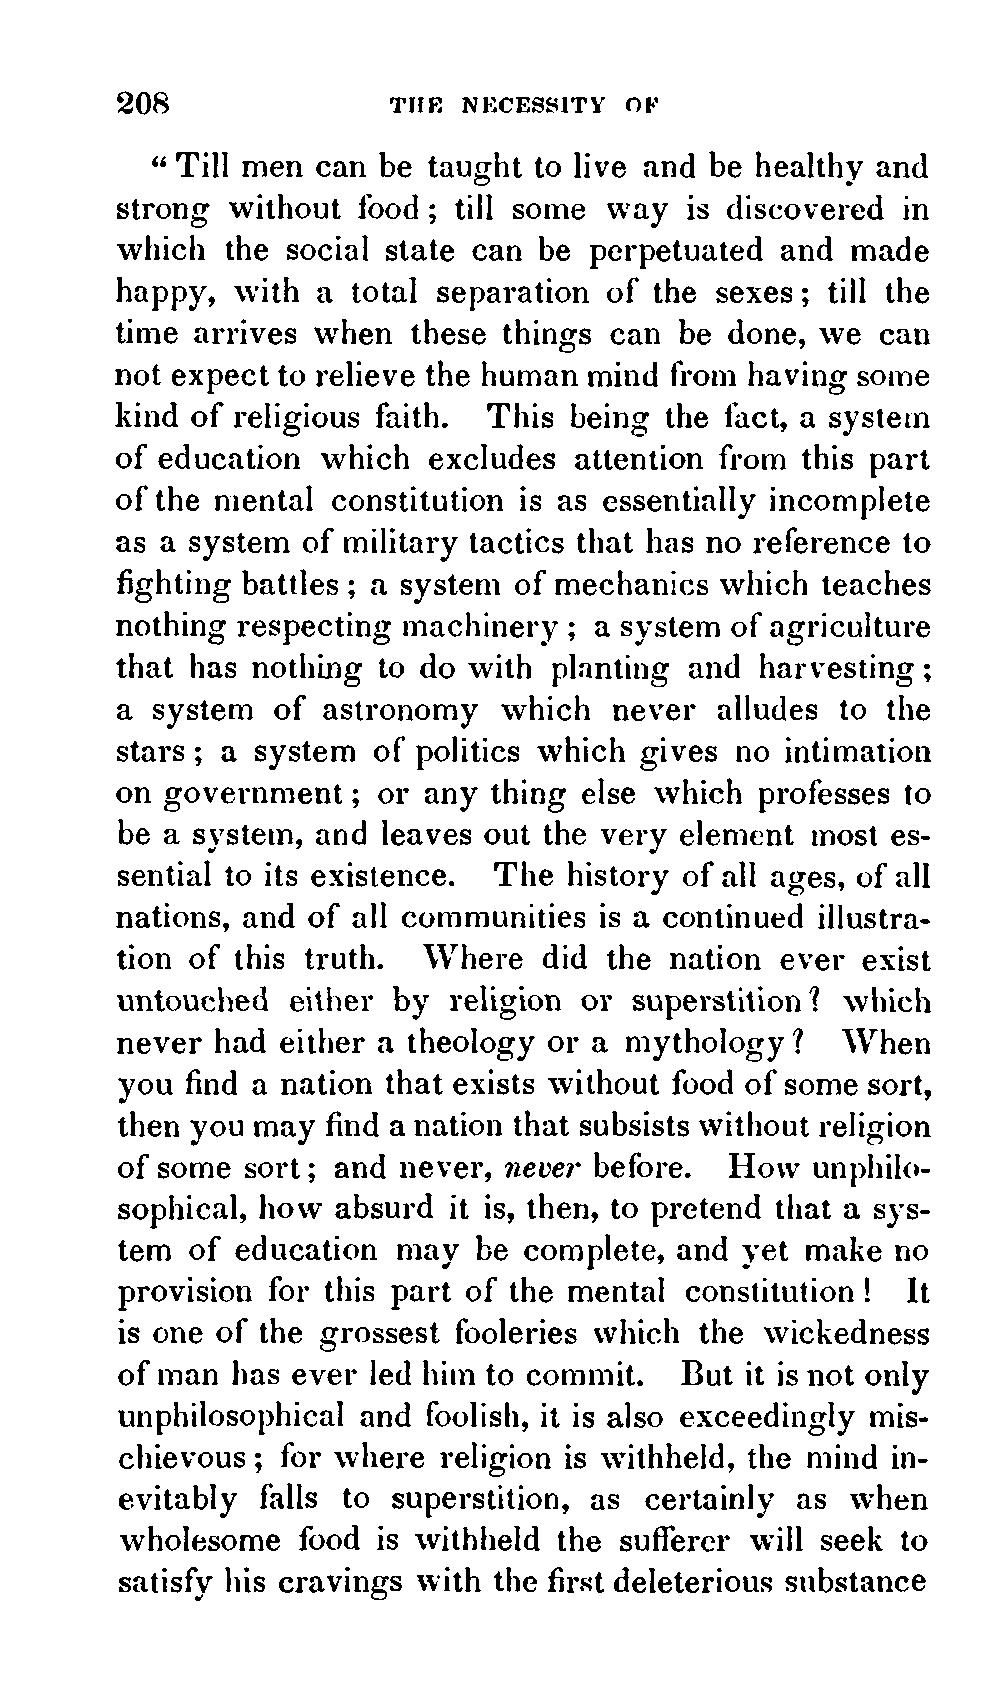 208 THE NECESSITY OF
“Till men can be taught to live and be healthy and
strong without food; till some way is discovered in
which the social state can be perpetuated and made
happy, with a total separation of the sexes; till the
time arrives when these things can be done, we can
not expect to relieve the human mind from having some
kind of religious faith. This being the fact, a system
of education which excludes attention from this part
of the mental constitution is as essentially incomplete
as a system of military tactics that has no reference to
fighting battles; a system of mechanics which teaches
nothing respecting machinery; a system of agriculture
that has nothing to do with planting and harvesting;
a system of astronomy which never alludes to the
stars; a system of politics which gives no intimation
on government; or any thing else which professes to
be a system, and leaves out the very element most es-
sential to its existence. The history of all ages, of all
nations, and of all communities is a continued illustra-
tion of this truth. Where did the nation ever exist
untouched either by religion or superstition? which
never had either a theology or a mythology? When
you find a nation that exists without food of some sort,
then you may find a nation that subsists without religion
of some sort; and never, never before. How unphilo-
sophical, how absurd it is, then, to pretend that a sys-
tem of education may be complete, and yet make no
provision for this part of the mental constitution! It
is one of the grossest fooleries which the wickedness
of man has ever led him to commit. But it is not only
unphilosophical and foolish, it is also exceedingly mis-
chievous; for where religion is withheld, the mind in-
evitably falls to superstition, as certainly as when
wholesome food is withheld the sufferer will seek to
satisfy his cravings with the first deleterious substance